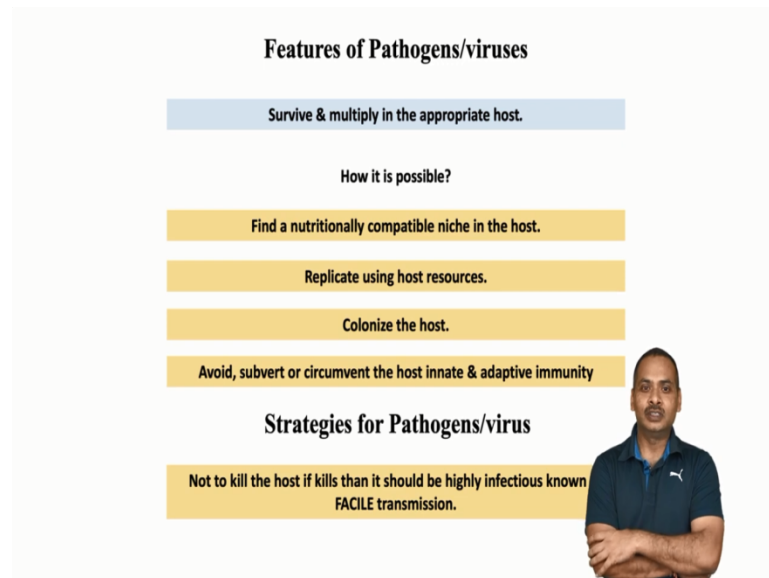 Features of Pathogens/viruses
Survive & multiply in the appropriate host.
How it is possible?
Find a nutritionally compatible niche in the host.
Replicate using host resources.
Colonize the host.
Avoid, subvert or circumvent the host innate & adaptive immunity
Strategies for Pathogens/virus
Not to kill the host if kills than it should be highly infectious known
FACILE transmission.